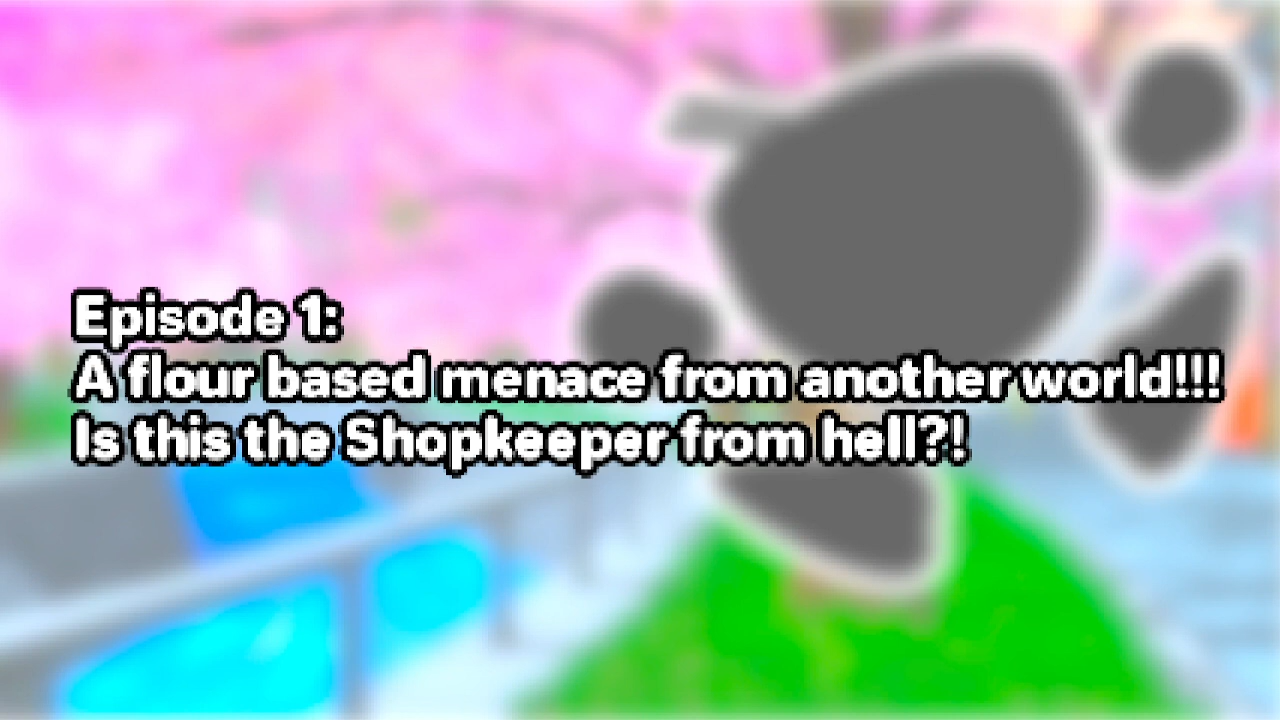 Episode 1:
A flour based menace from another world!!!
Is this the Shopkeeper from hell?!